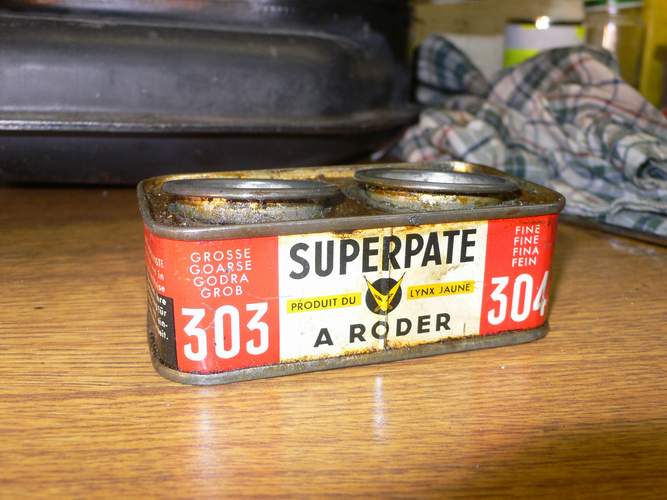 GROSSE
GOARSE
GODRA
GROB
303
SUPERPATE
PRODUIT DU LYNX JAUNE
A RODER
FINE
FINE
FINA
FEIN
304